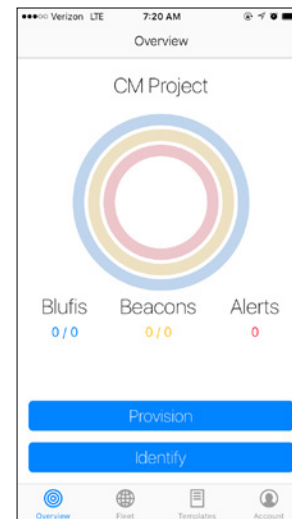 ●●●○○ Verizon LTE 7:20 AM
Overview
CM Project
Blufis Beacons Alerts
0 / 0 0 / 0 0
Provision
Identify
Overview Fleet Templates Account